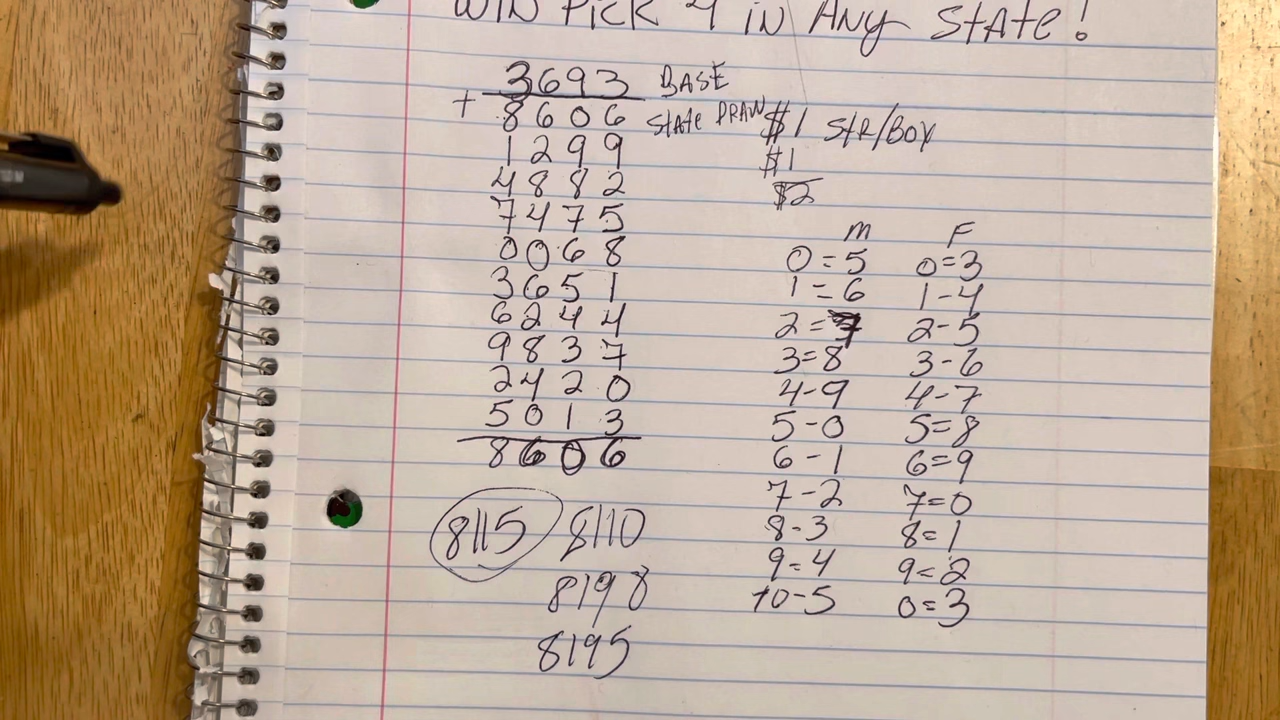 WIN PICK 4 IN ANY STATE!
3693 BASE
+ 8606 STATE DRAW $1 STR/BOX
1299 $1
4882 $2
7475
M F
0068 0=5 0=3
3651 1=6 1-4
6244 2=7 2-5
9837 3=8 3-6
2420 4-9 4-7
5013 5-0 5=8
8606 6-1 6=9
7-2 7=0
8115 8110 8-3 8=1
9=4 9=2
8198 10-5 0=3
8195